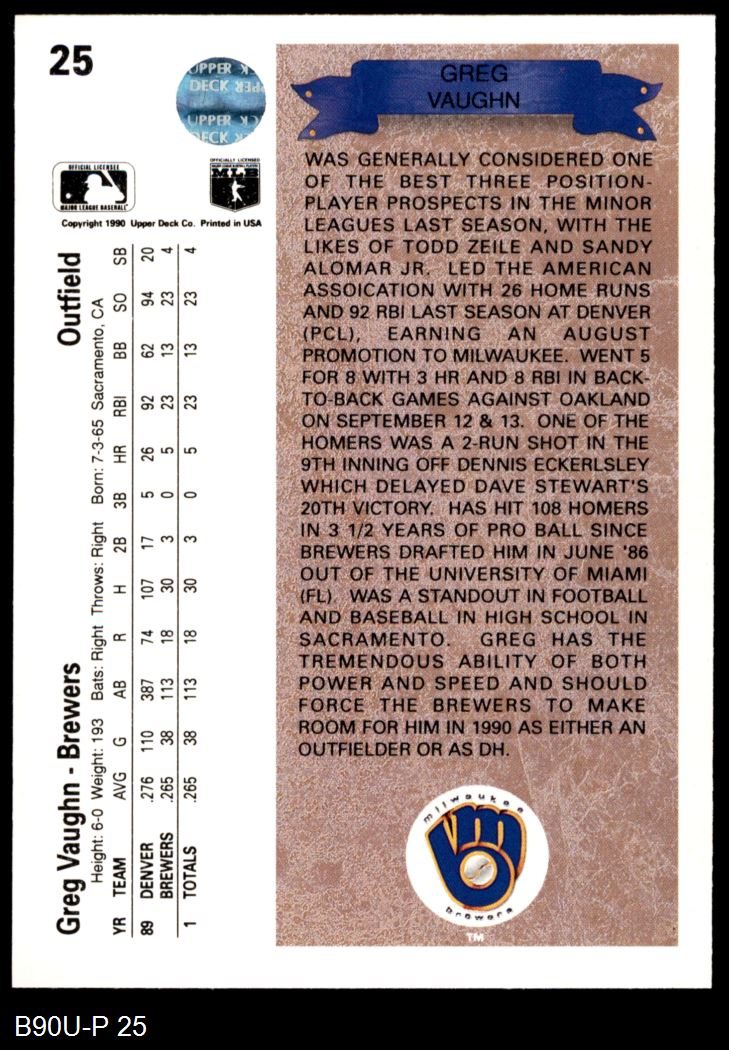 25
UPPER
DECK
UPPER
DECK
OFFICIAL LICENSEE
MAJOR LEAGUE BASEBALL
OFFICIALLY LICENSED
MLB
Copyright 1990 Upper Deck Co. Printed in USA
Greg Vaughn - Brewers Outfield
Height: 6-0 Weight: 193 Bats: Right Throws: Right Born: 7-3-65 Sacramento, CA
YR TEAM AVG G AB R H 2B 3B HR RBI BB SO SB
89 DENVER .276 110 387 74 107 17 5 26 92 62 94 20
BREWERS .265 38 113 18 30 3 0 5 23 13 23 4
1 TOTALS .265 38 113 18 30 3 0 5 23 13 23 4
GREG
VAUGHN
WAS GENERALLY CONSIDERED ONE
OF THE BEST THREE POSITION-
PLAYER PROSPECTS IN THE MINOR
LEAGUES LAST SEASON, WITH THE
LIKES OF TODD ZEILE AND SANDY
ALOMAR JR. LED THE AMERICAN
ASSOICATION WITH 26 HOME RUNS
AND 92 RBI LAST SEASON AT DENVER
(PCL), EARNING AN AUGUST
PROMOTION TO MILWAUKEE. WENT 5
FOR 8 WITH 3 HR AND 8 RBI IN BACK-
TO-BACK GAMES AGAINST OAKLAND
ON SEPTEMBER 12 & 13. ONE OF THE
HOMERS WAS A 2-RUN SHOT IN THE
9TH INNING OFF DENNIS ECKERLSLEY
WHICH DELAYED DAVE STEWART'S
20TH VICTORY. HAS HIT 108 HOMERS
IN 3 1/2 YEARS OF PRO BALL SINCE
BREWERS DRAFTED HIM IN JUNE '86
OUT OF THE UNIVERSITY OF MIAMI
(FL). WAS A STANDOUT IN FOOTBALL
AND BASEBALL IN HIGH SCHOOL IN
SACRAMENTO. GREG HAS THE
TREMENDOUS ABILITY OF BOTH
POWER AND SPEED AND SHOULD
FORCE THE BREWERS TO MAKE
ROOM FOR HIM IN 1990 AS EITHER AN
OUTFIELDER OR AS DH.
milwaukee
brewers
TM
B90U-P 25